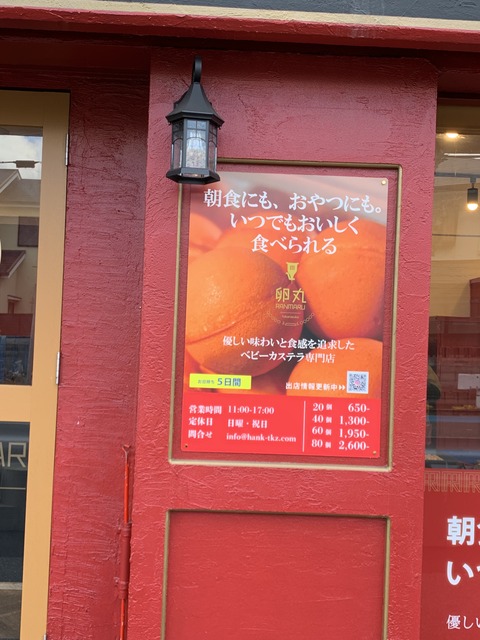 朝食にも、おやつにも。
いつでもおいしく
食べられる
卵丸
RANMARU
優しい味わいと食感を追求した
ベビーカステラ専門店
5日間
出店情報更新中▶▶
営業時間 11:00-17:00
定休日 日曜・祝日
問合せ info@hank-tkz.com
20個 650-
40個 1,300-
60個 1,950-
80個 2,600-
AR
朝
い
優し